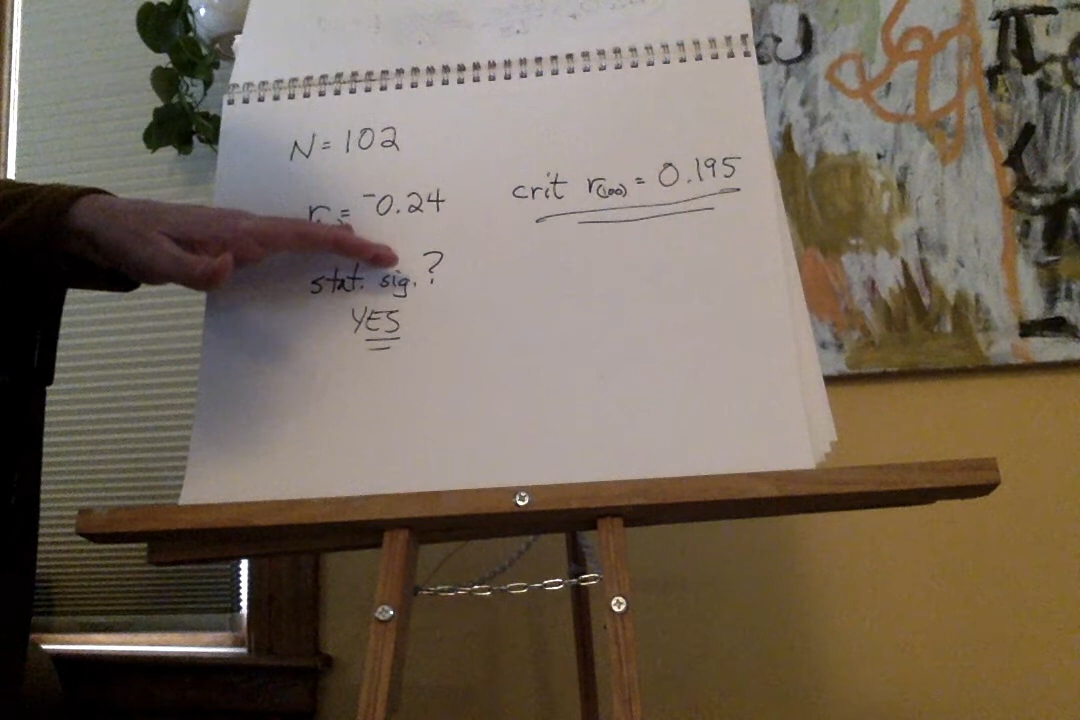 N = 102
r = -0.24
crit r(100) = 0.195
stat. sig. ?
YES